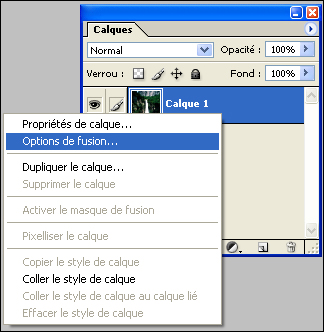 Calques
Normal Opacité : 100%
Verrou : Fond : 100%
Calque 1
Propriétés de calque...
Options de fusion...
Dupliquer le calque...
Supprimer le calque
Activer le masque de fusion
Pixelliser le calque
Copier le style de calque
Coller le style de calque
Coller le style de calque au calque lié
Effacer le style de calque